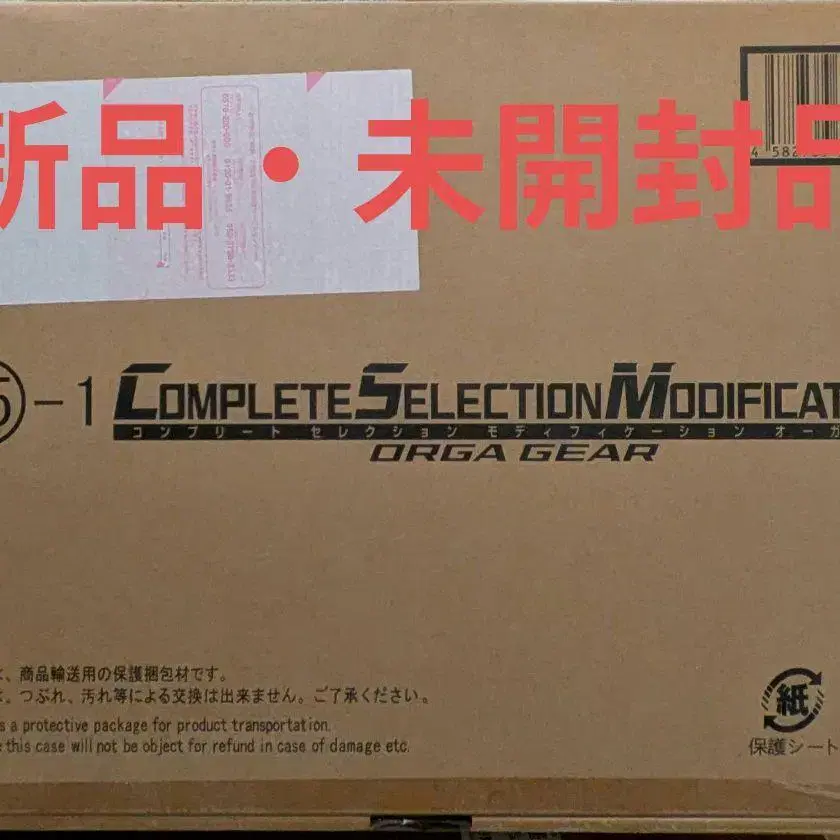 新品・未開封品
4 582
⑤-1 COMPLETE SELECTION MODIFICAT
コンプリート セレクション モディフィケーション オーガ
ORGA GEAR
、商品輸送用の保護梱包材です。
、つぶれ、汚れ等による交換は出来ません。ご了承ください。
s a protective package for product transportation.
this case will not be object for refund in case of damage etc.
紙
保護シート